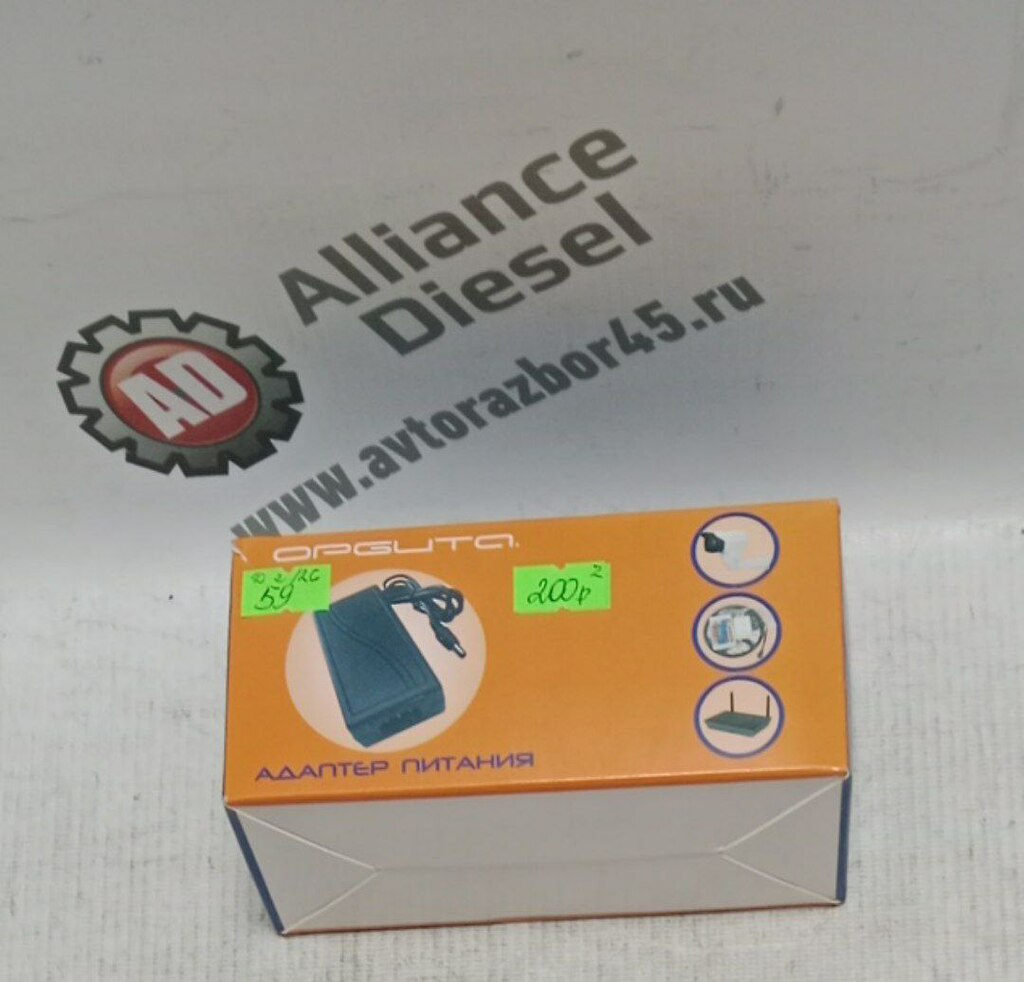 Alliance
Diesel
AD
www.avtorazbor45.ru
ОРБИТА.
59
200р
АДАПТЕР ПИТАНИЯ